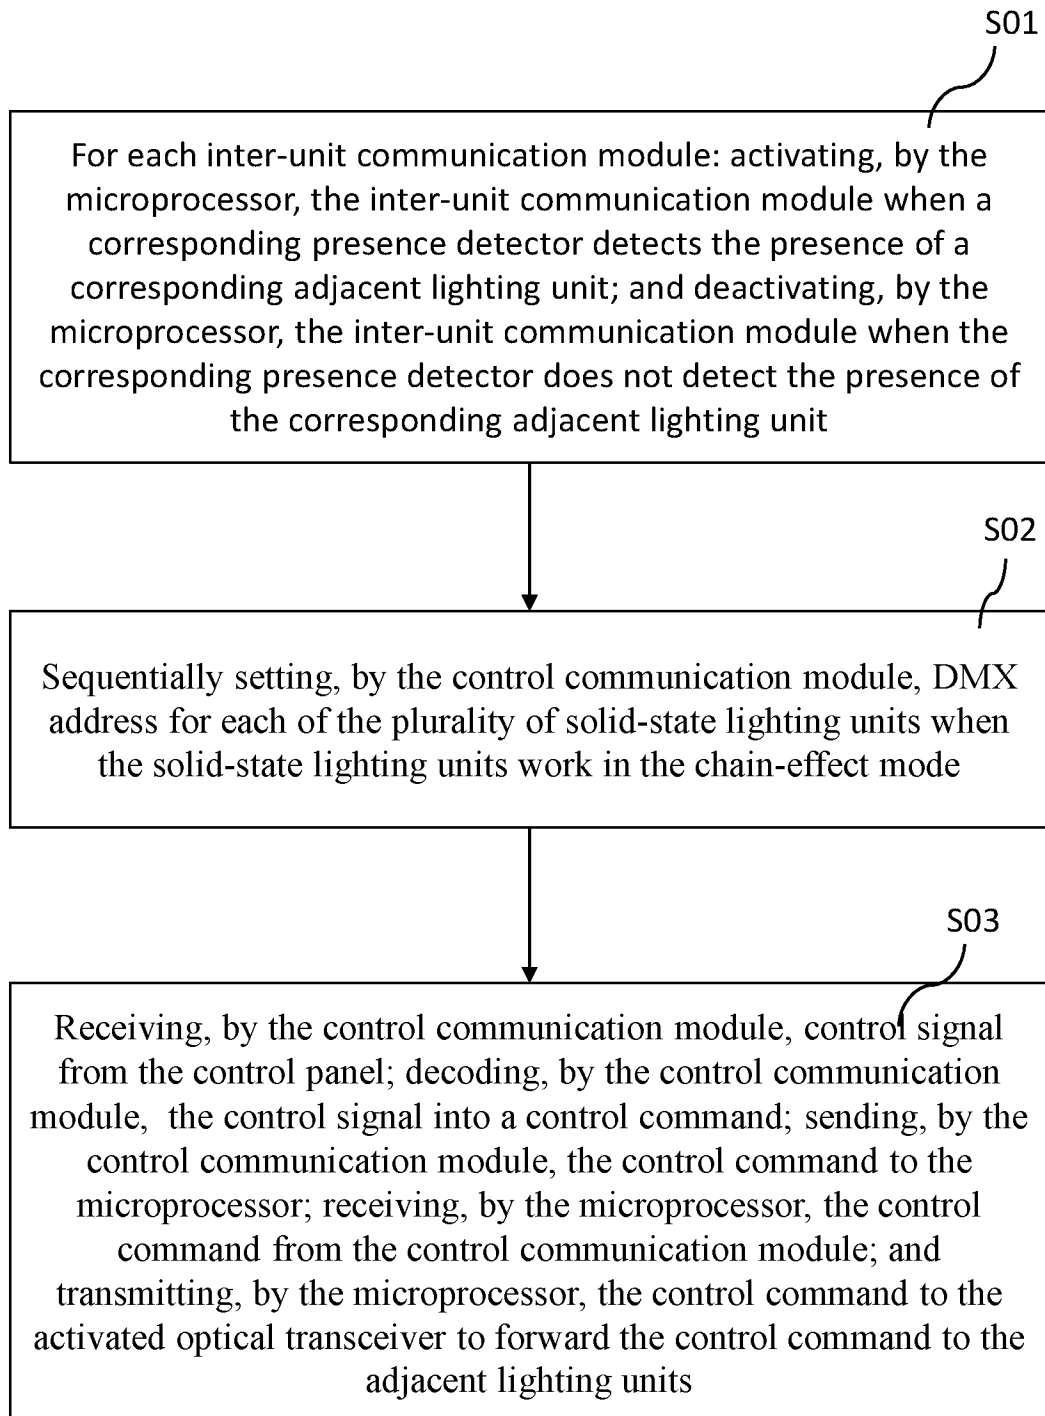 S01
For each inter-unit communication module: activating, by the
microprocessor, the inter-unit communication module when a
corresponding presence detector detects the presence of a
corresponding adjacent lighting unit; and deactivating, by the
microprocessor, the inter-unit communication module when the
corresponding presence detector does not detect the presence of
the corresponding adjacent lighting unit
S02
Sequentially setting, by the control communication module, DMX
address for each of the plurality of solid-state lighting units when
the solid-state lighting units work in the chain-effect mode
S03
Receiving, by the control communication module, control signal
from the control panel; decoding, by the control communication
module, the control signal into a control command; sending, by the
control communication module, the control command to the
microprocessor; receiving, by the microprocessor, the control
command from the control communication module; and
transmitting, by the microprocessor, the control command to the
activated optical transceiver to forward the control command to the
adjacent lighting units